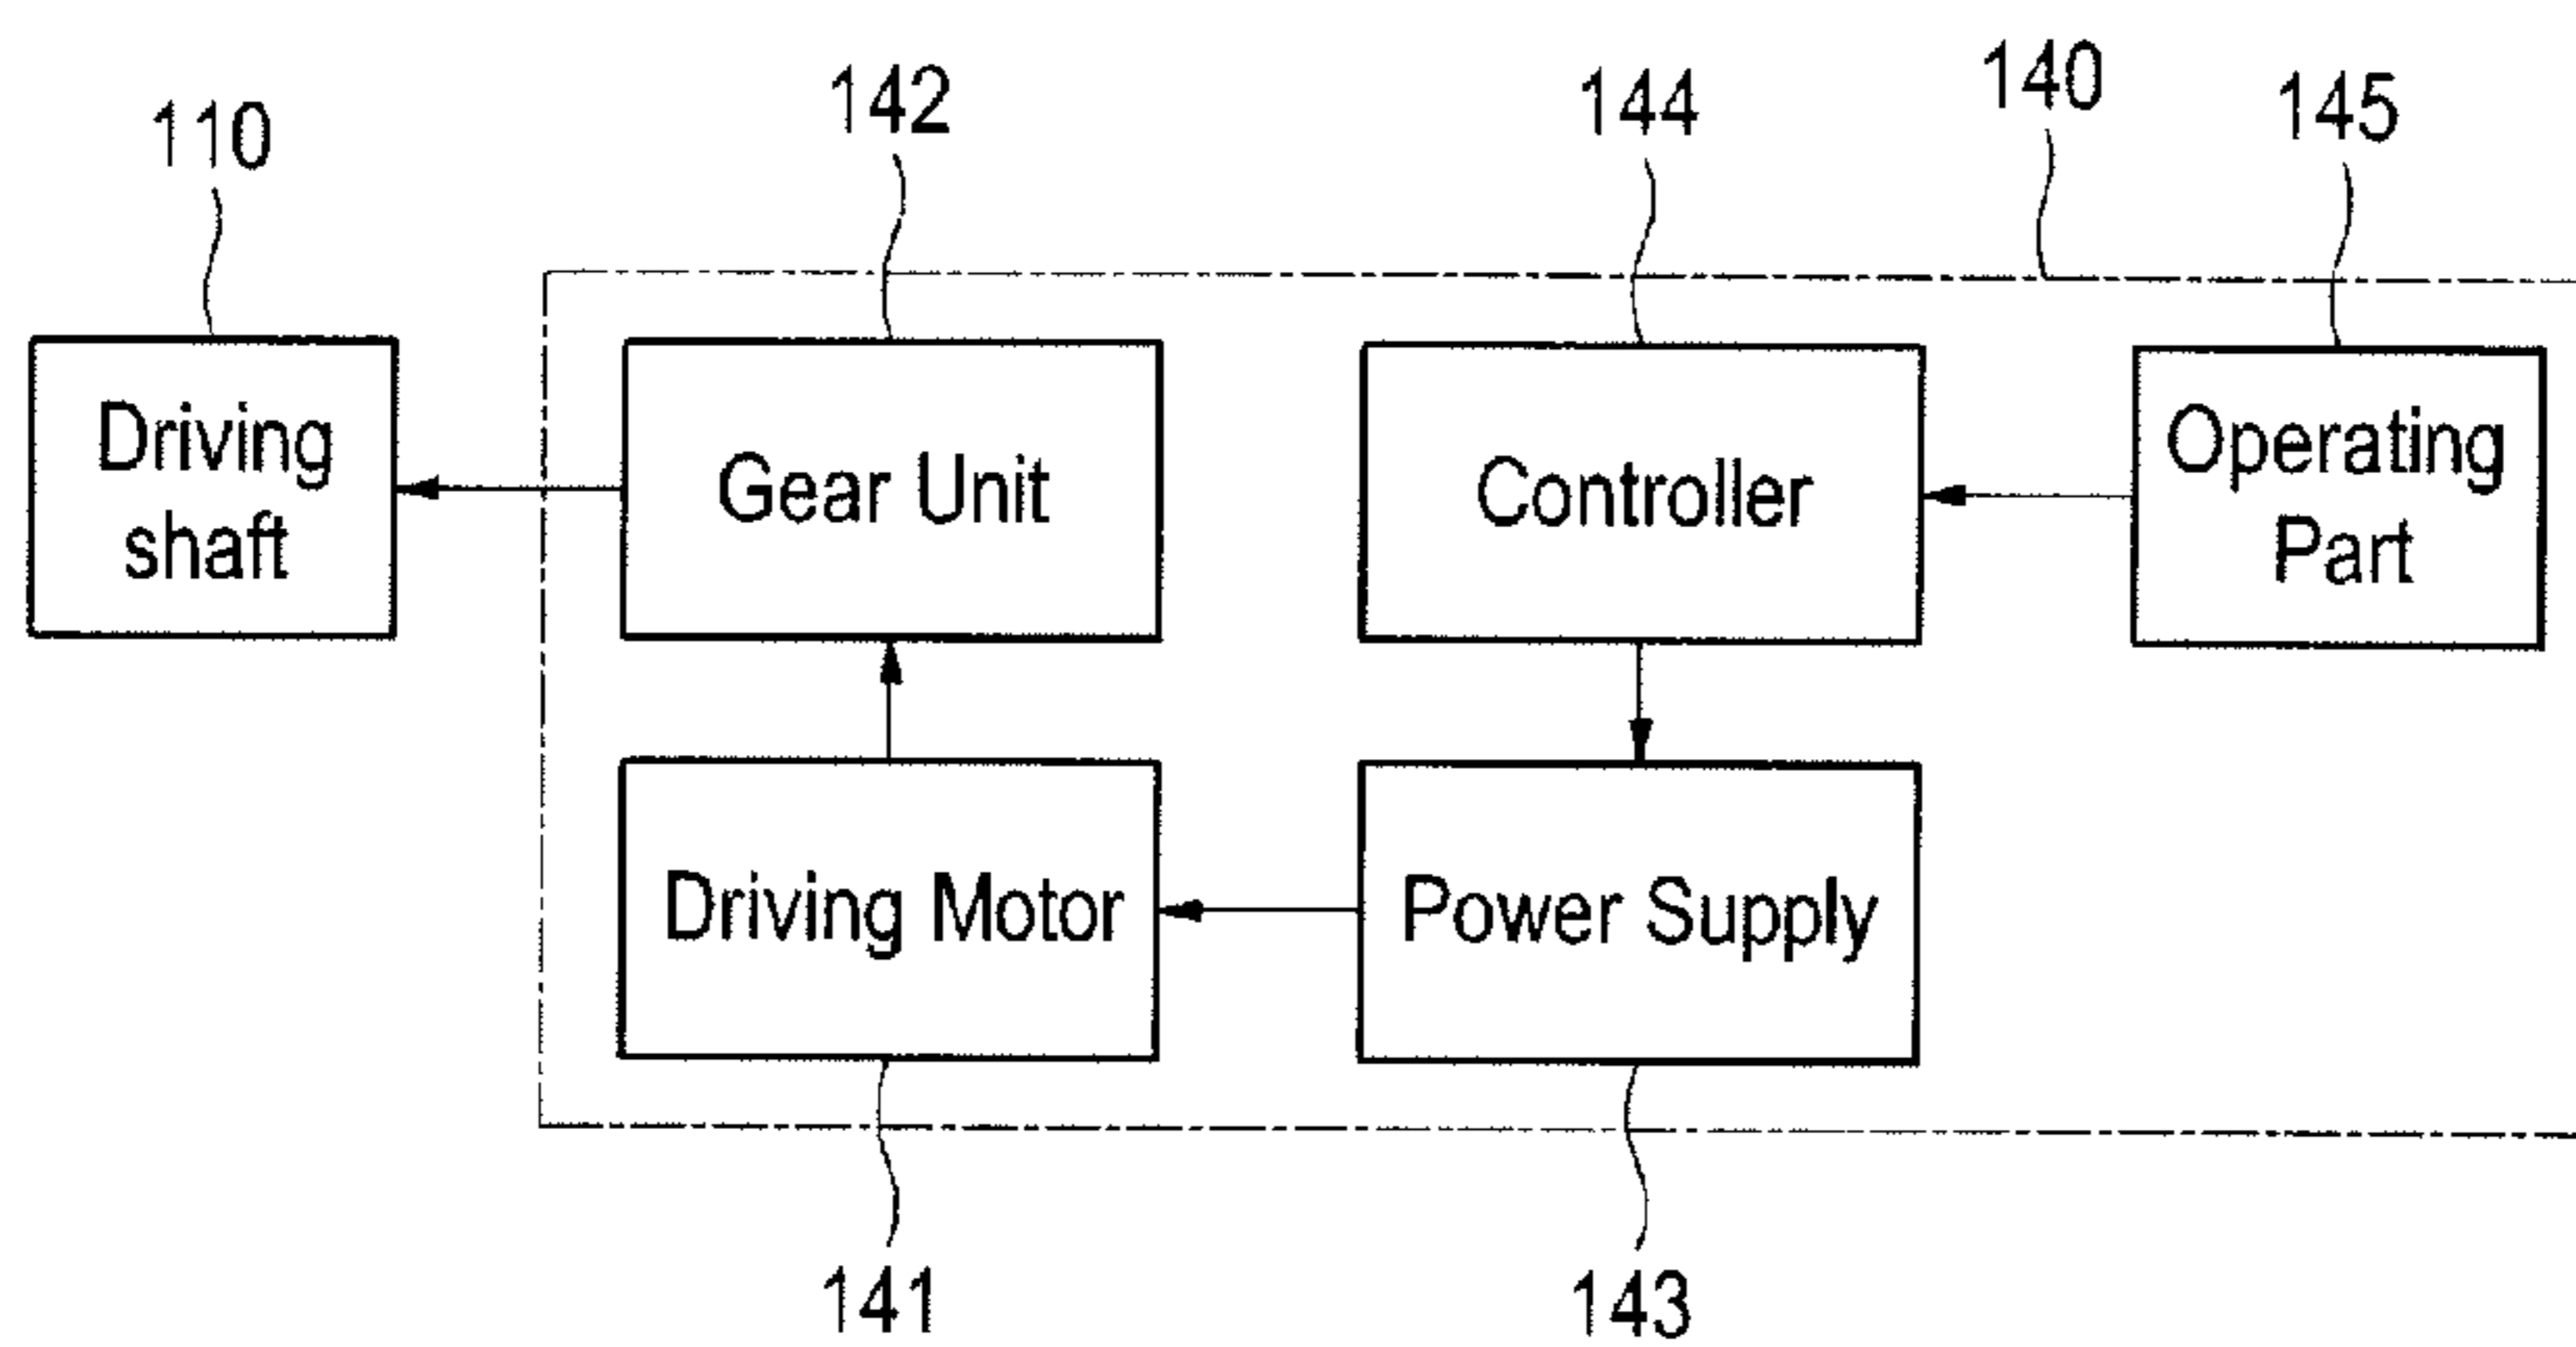 140
142
144
145
110
Driving
shaft
Gear Unit
Controller
Operating
Part
Driving Motor
Power Supply
141
143